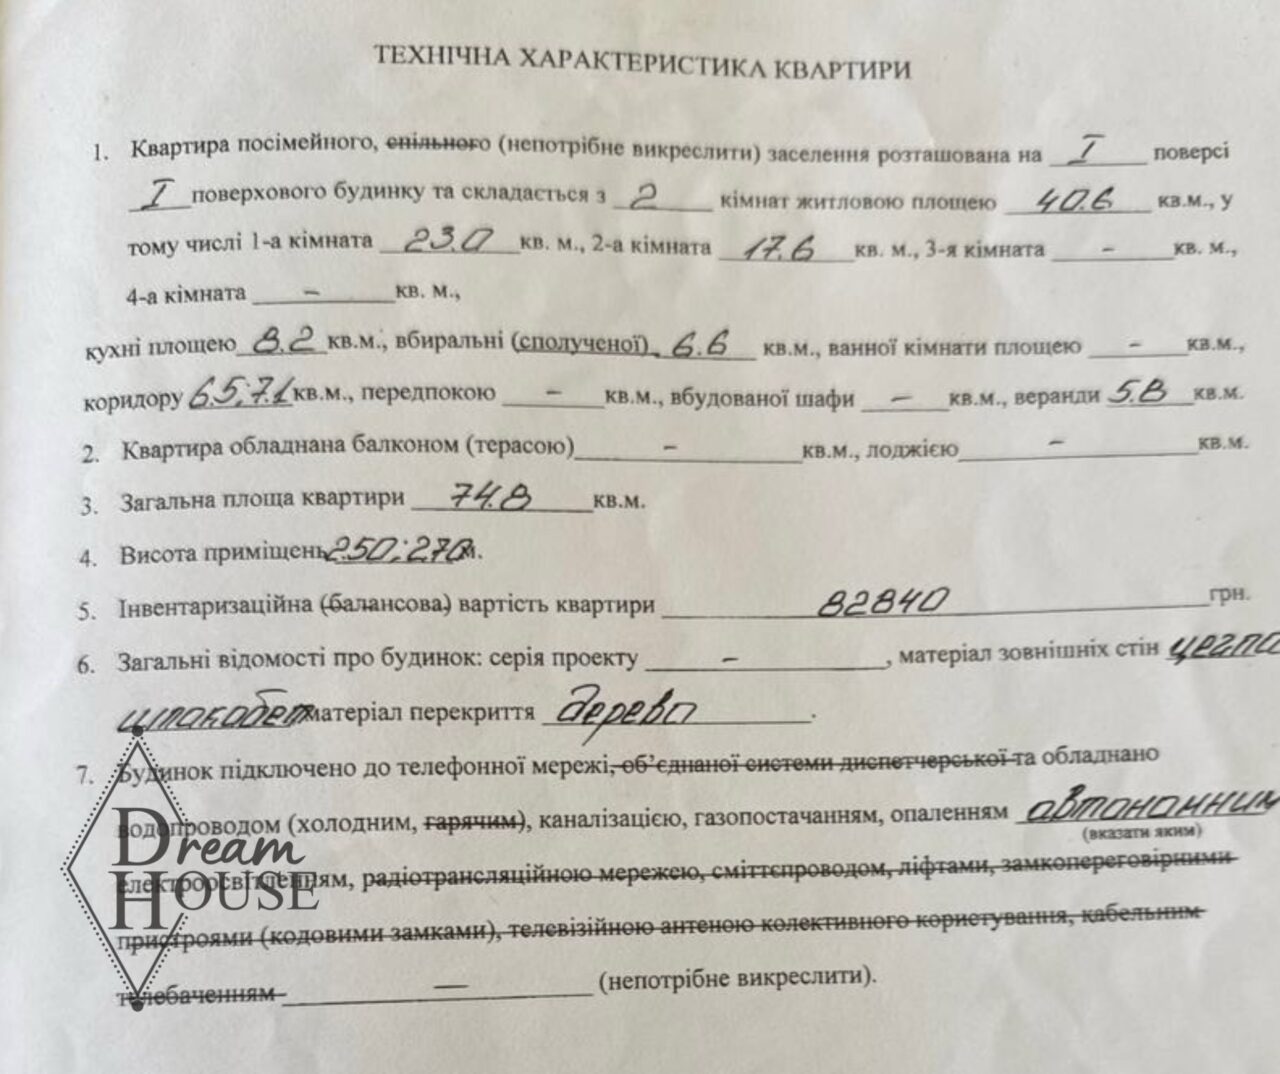 ТЕХНІЧНА ХАРАКТЕРИСТИКА КВАРТИРИ
1. Квартира посімейного, спільного (непотрібне викреслити) заселення розташована на I поверсі
I поверхового будинку та складається з 2 кімнат житловою площею 40.6 кв.м., у
тому числі 1-а кімната 23.0 кв. м., 2-а кімната 17.6 кв. м., 3-я кімната – кв. м.,
4-а кімната – кв. м.,
кухні площею 8.2 кв.м., вбиральні (сполученої) 6.6 кв.м., ванної кімнати площею – кв.м.,
коридору 6.5; 7.1 кв.м., передпокою – кв.м., вбудованої шафи – кв.м., веранди 5.8 кв.м.
2. Квартира обладнана балконом (терасою) – кв.м., лоджією – кв.м.
3. Загальна площа квартири 74.8 кв.м.
4. Висота приміщень 2.50; 2.70 м.
5. Інвентаризаційна (балансова) вартість квартири 82840 грн.
6. Загальні відомості про будинок: серія проекту – , матеріал зовнішніх стін цегла
шлакобет матеріал перекриття дерево .
7. Будинок підключено до телефонної мережі, об’єднаної системи диспетчерської та обладнано
водопроводом (холодним, гарячим), каналізацією, газопостачанням, опаленням автономним
(вказати яким)
електроосвітленням, радіотрансляційною мережею, сміттєпроводом, ліфтами, замкопереговірними
пристроями (кодовими замками), телевізійною антеною колективного користування, кабельним
телебаченням — (непотрібне викреслити).
DREAM
HOUSE